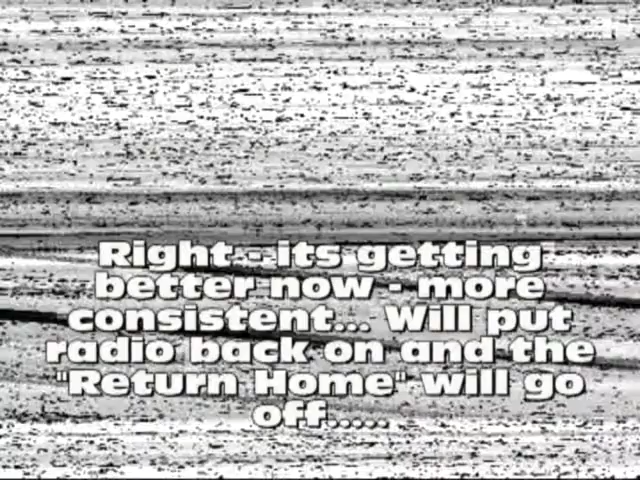 Right - its getting
better now - more
consistent... Will put
radio back on and the
"Return Home" will go
off.....